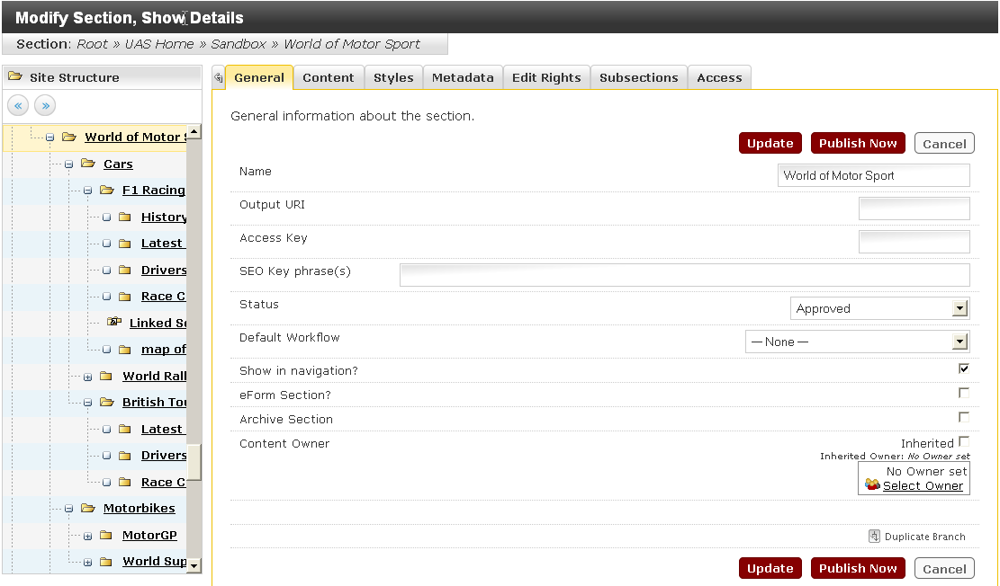 Modify Section, Show Details
Section: Root » UAS Home » Sandbox » World of Motor Sport
Site Structure
« »
World of Motor S
Cars
F1 Racing
History
Latest
Drivers
Race C
Linked Se
map of
World Rall
British Tou
Latest
Drivers
Race C
Motorbikes
MotorGP
World Sup
General Content Styles Metadata Edit Rights Subsections Access
General information about the section.
Update Publish Now Cancel
Name World of Motor Sport
Output URI
Access Key
SEO Key phrase(s)
Status Approved
Default Workflow — None —
Show in navigation?
eForm Section?
Archive Section
Content Owner Inherited
Inherited Owner: No Owner set
No Owner set
Select Owner
Duplicate Branch
Update Publish Now Cancel